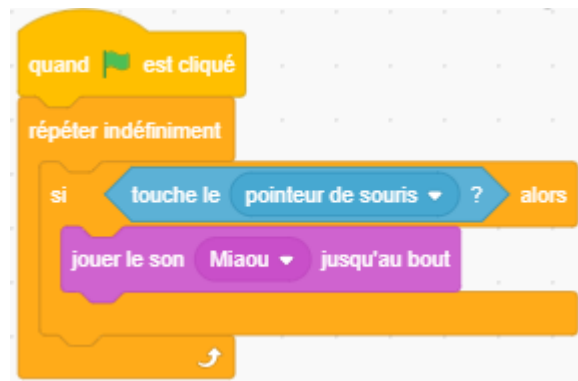 quand est cliqué
répéter indéfiniment
si touche le pointeur de souris ? alors
jouer le son Miaou jusqu'au bout